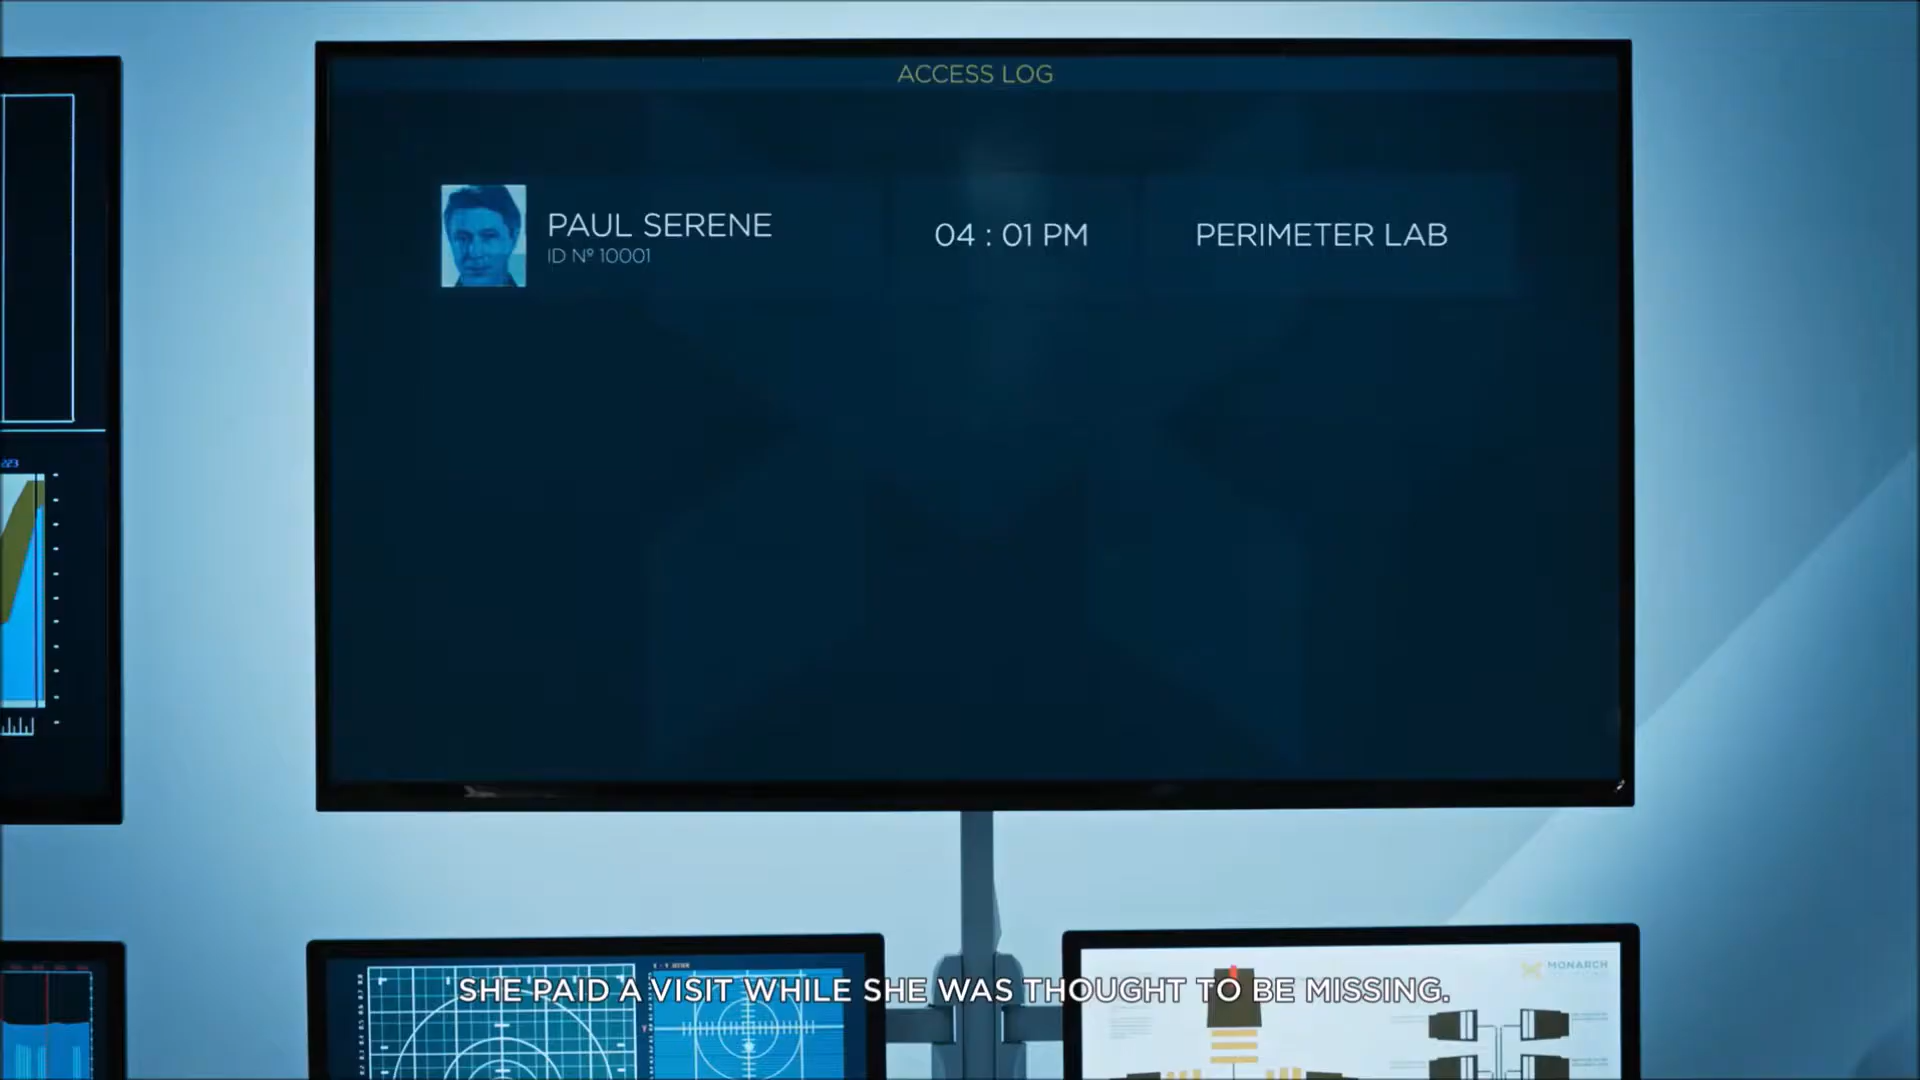 ACCESS LOG
PAUL SERENE
ID Nº 10001
04 : 01 PM
PERIMETER LAB
223
MONARCH
SHE PAID A VISIT WHILE SHE WAS THOUGHT TO BE MISSING.